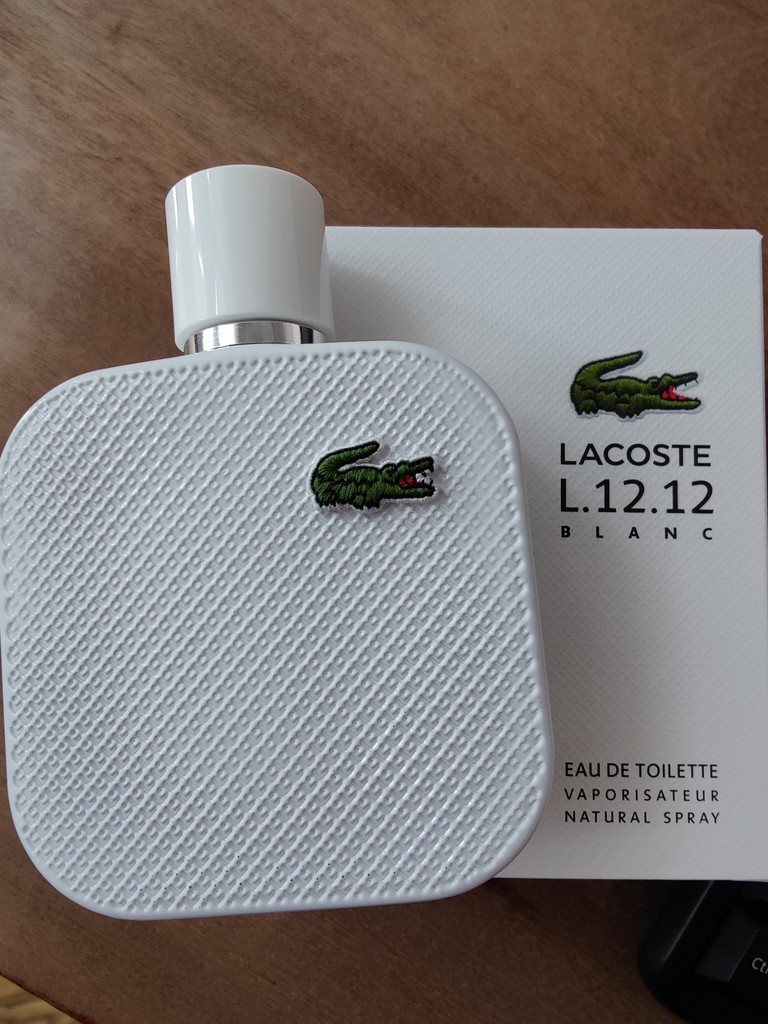 LACOSTE
L.12.12
BLANC
EAU DE TOILETTE
VAPORISATEUR
NATURAL SPRAY